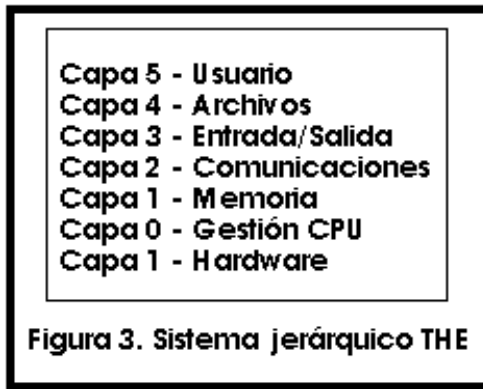 Capa 5 - Usuario
Capa 4 - Archivos
Capa 3 - Entrada/Salida
Capa 2 - Comunicaciones
Capa 1 - Memoria
Capa 0 - Gestión CPU
Capa 1 - Hardware
Figura 3. Sistema jerárquico THE